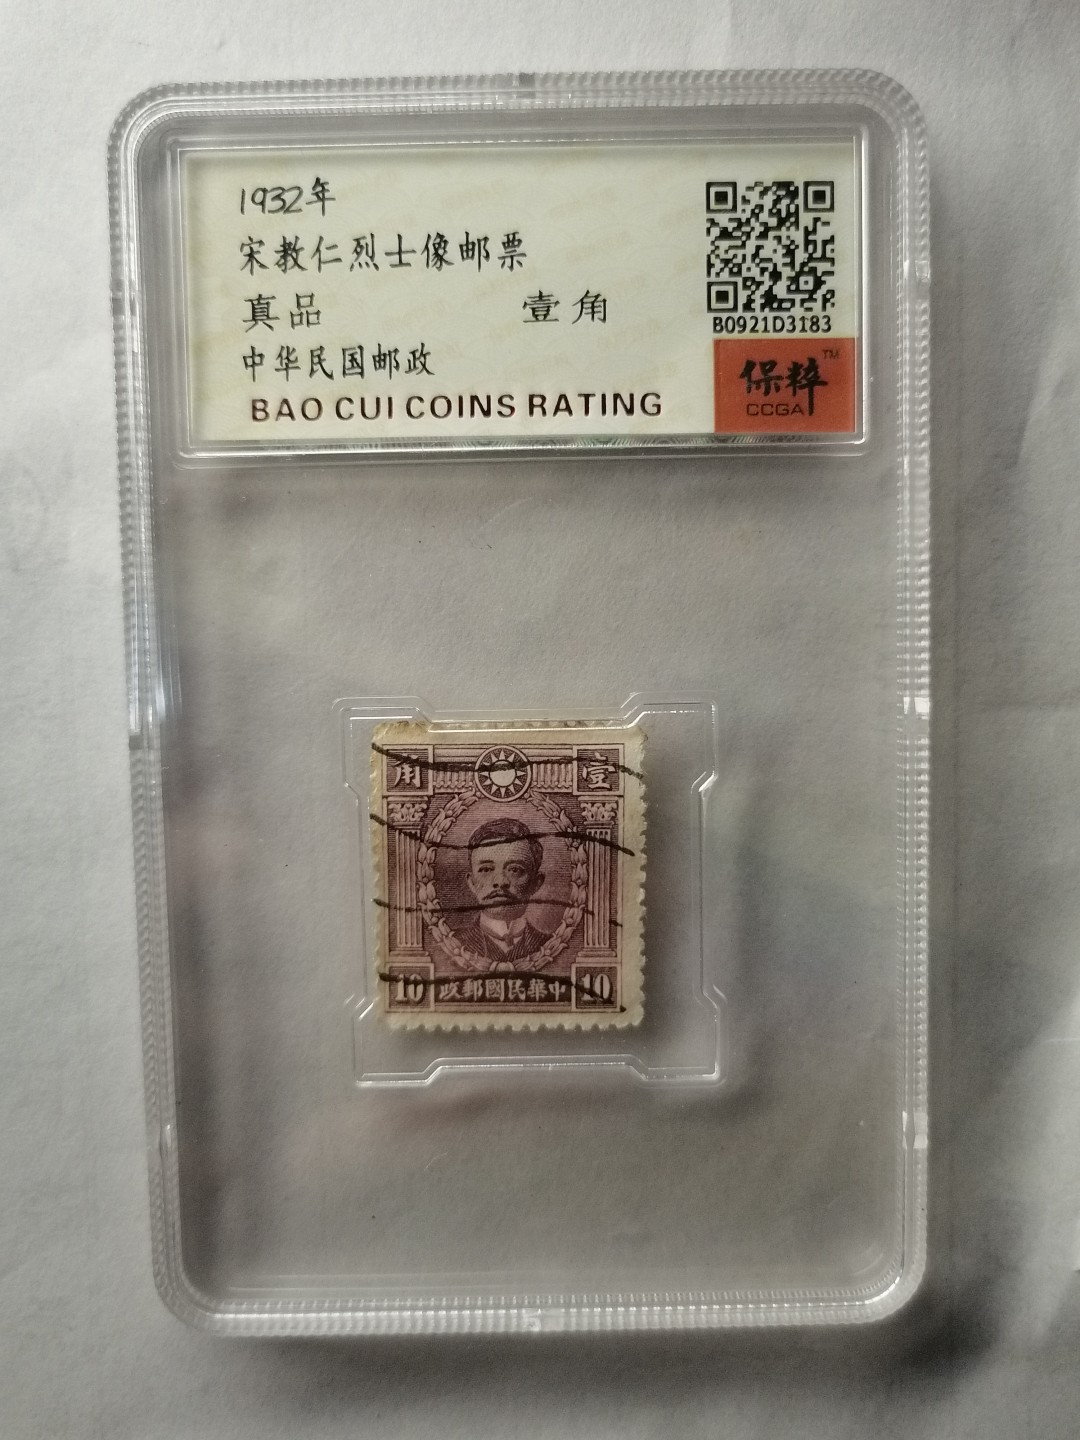 1932年
宋教仁烈士像邮票
真品 壹角
中华民国邮政
BAO CUI COINS RATING
B0921D3183
保粹TM
CCGA
角 壹
10 政郵國民華中 10